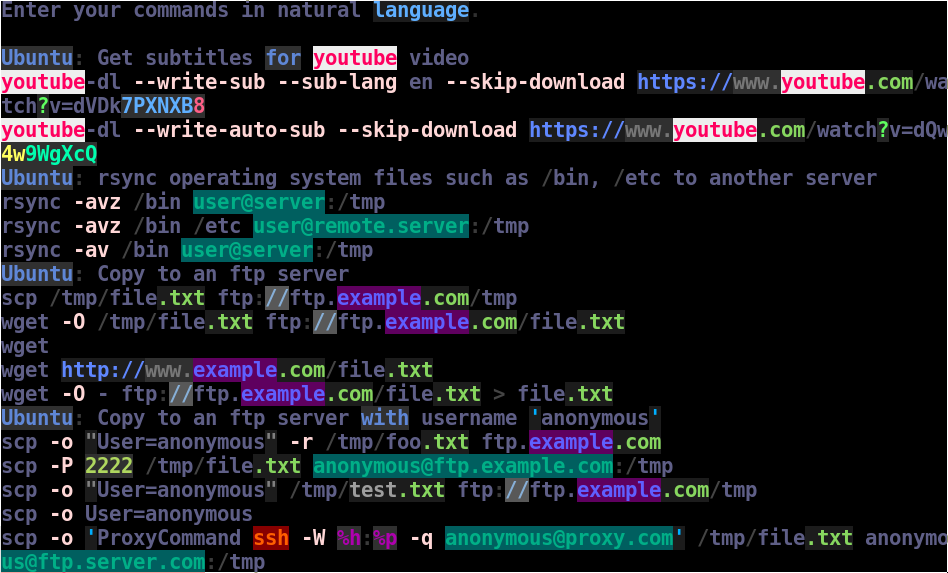 Enter your commands in natural language.
Ubuntu: Get subtitles for youtube video
youtube-dl --write-sub --sub-lang en --skip-download https://www.youtube.com/wa
tch?v=dVDk7PXNXB8
youtube-dl --write-auto-sub --skip-download https://www.youtube.com/watch?v=dQw
4w9WgXcQ
Ubuntu: rsync operating system files such as /bin, /etc to another server
rsync -avz /bin user@server:/tmp
rsync -avz /bin /etc user@remote.server:/tmp
rsync -av /bin user@server:/tmp
Ubuntu: Copy to an ftp server
scp /tmp/file.txt ftp://ftp.example.com/tmp
wget -O /tmp/file.txt ftp://ftp.example.com/file.txt
wget
wget http://www.example.com/file.txt
wget -O - ftp://ftp.example.com/file.txt > file.txt
Ubuntu: Copy to an ftp server with username 'anonymous'
scp -o "User=anonymous" -r /tmp/foo.txt ftp.example.com
scp -P 2222 /tmp/file.txt anonymous@ftp.example.com:/tmp
scp -o "User=anonymous" /tmp/test.txt ftp://ftp.example.com/tmp
scp -o User=anonymous
scp -o 'ProxyCommand ssh -W %h:%p -q anonymous@proxy.com' /tmp/file.txt anonymo
us@ftp.server.com:/tmp